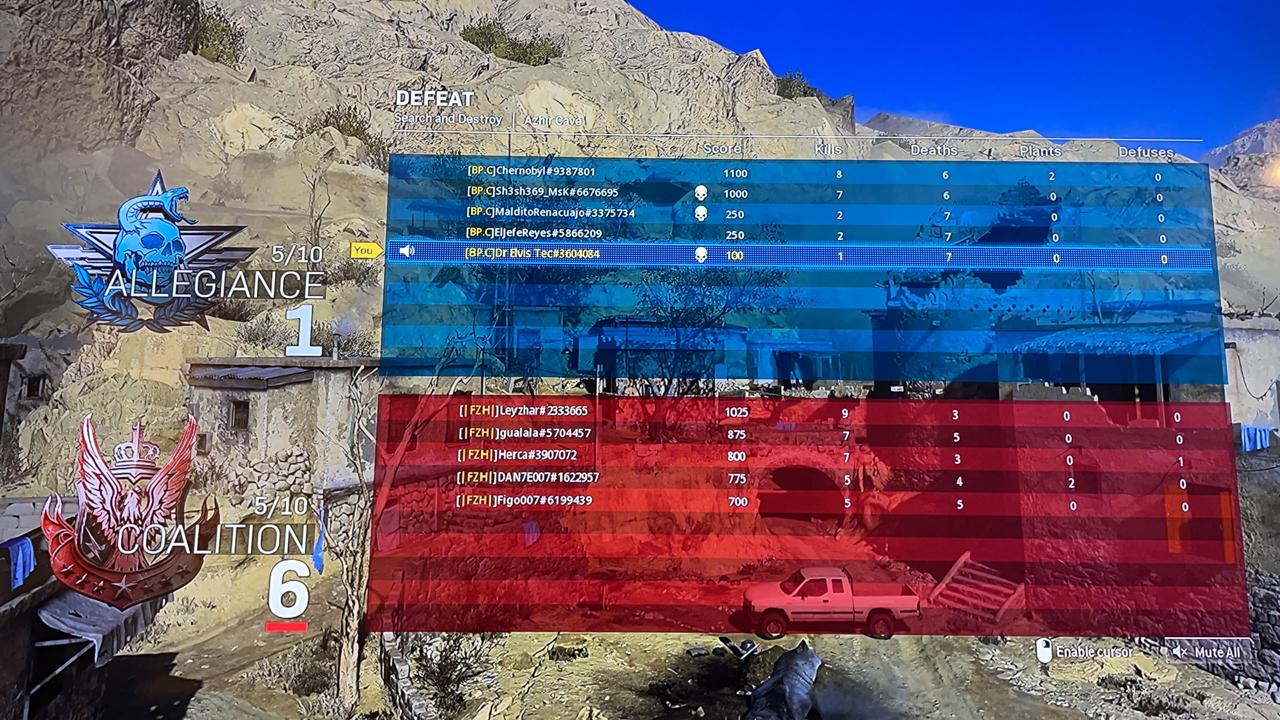 DEFEAT
Search and Destroy | Azhir Cave
Score Kills Deaths Plants Defuses
[BP.C]Chernobyl#9387801 1100 8 6 2 0
[BP.C]Sh3sh369_MsK#6676695 1000 7 6 0 0
[BP.C]MalditoRenacuajo#3375734 250 2 7 0 0
[BP.C]ElJefeReyes#5866209 250 2 7 0 0
You [BP.C]Dr Elvis Tec#3604084 100 1 7 0 0
5/10
ALLEGIANCE
1
[|FZH|]Leyzhar#2333665 1025 9 3 0 0
[|FZH|]gualala#5704457 875 7 5 0 0
[|FZH|]Herca#3907072 800 7 3 0 1
[|FZH|]DAN7E007#1622957 775 5 4 2 0
[|FZH|]Figo007#6199439 700 5 5 0 0
5/10
COALITION
6
Enable cursor Mute All